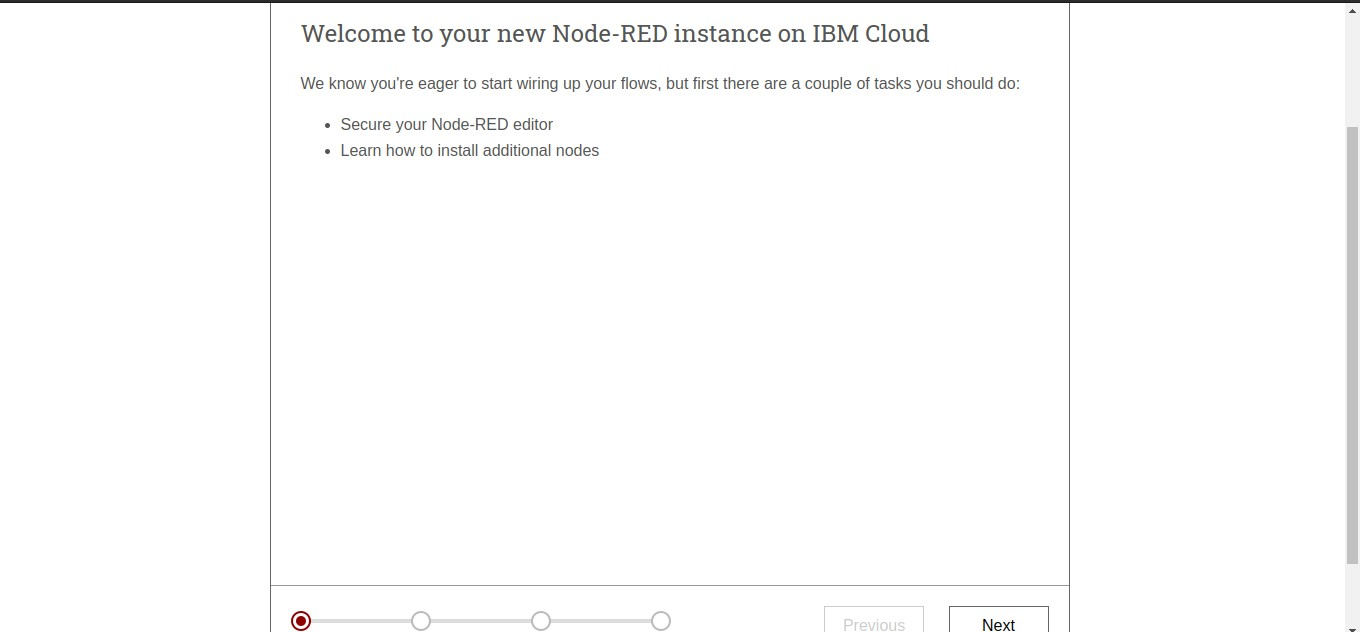 Welcome to your new Node-RED instance on IBM Cloud
We know you're eager to start wiring up your flows, but first there are a couple of tasks you should do:
Secure your Node-RED editor
Learn how to install additional nodes
Previous
Next